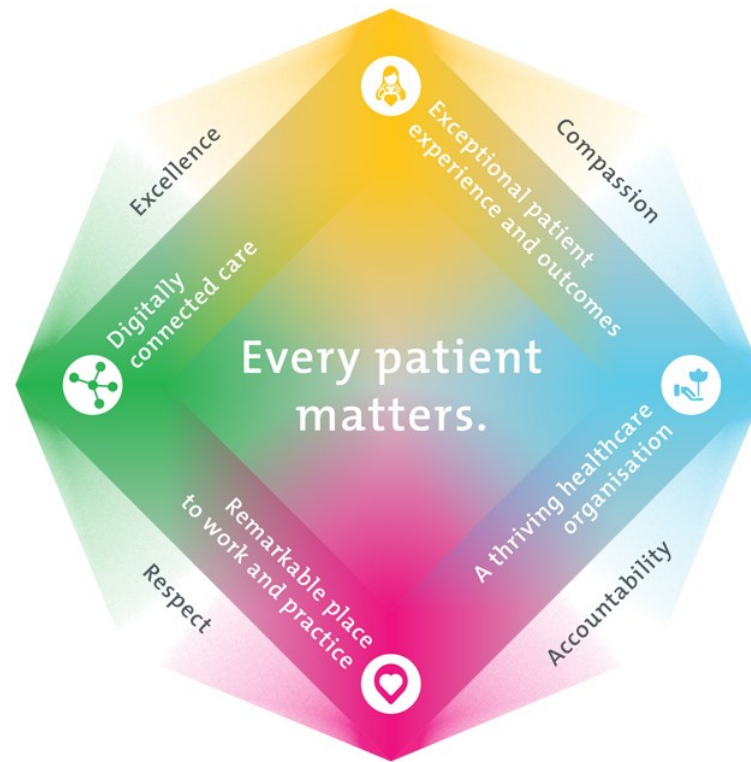 Excellence
Compassion
Exceptional patient
experience and outcomes
Digitally
connected care
Every patient
matters.
A thriving healthcare
organisation
Remarkable place
to work and practice
Respect
Accountability